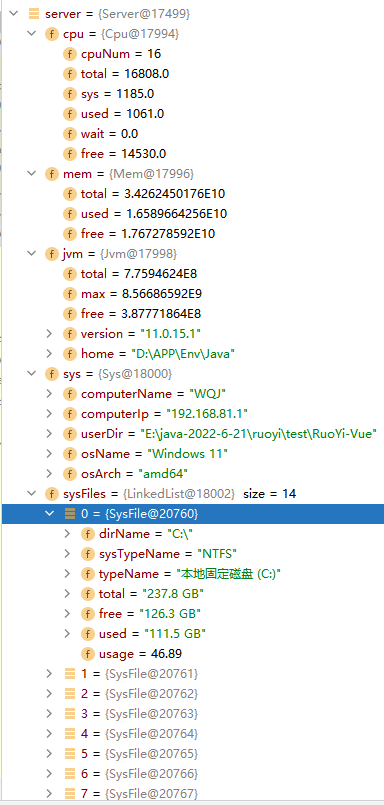 server = {Server@17499}
cpu = {Cpu@17994}
f cpuNum = 16
f total = 16808.0
f sys = 1185.0
f used = 1061.0
f wait = 0.0
f free = 14530.0
f mem = {Mem@17996}
f total = 3.4262450176E10
f used = 1.6589664256E10
f free = 1.767278592E10
f jvm = {Jvm@17998}
f total = 7.7594624E8
f max = 8.56686592E9
f free = 3.87771864E8
f version = "11.0.15.1"
f home = "D:\APP\Env\Java"
f sys = {Sys@18000}
f computerName = "WQJ"
f computerIp = "192.168.81.1"
f userDir = "E:\java-2022-6-21\ruoyi\test\RuoYi-Vue"
f osName = "Windows 11"
f osArch = "amd64"
f sysFiles = {LinkedList@18002} size = 14
0 = {SysFile@20760}
f dirName = "C:\"
f sysTypeName = "NTFS"
f typeName = "本地固定磁盘 (C:)"
f total = "237.8 GB"
f free = "126.3 GB"
f used = "111.5 GB"
f usage = 46.89
1 = {SysFile@20761}
2 = {SysFile@20762}
3 = {SysFile@20763}
4 = {SysFile@20764}
5 = {SysFile@20765}
6 = {SysFile@20766}
7 = {SysFile@20767}